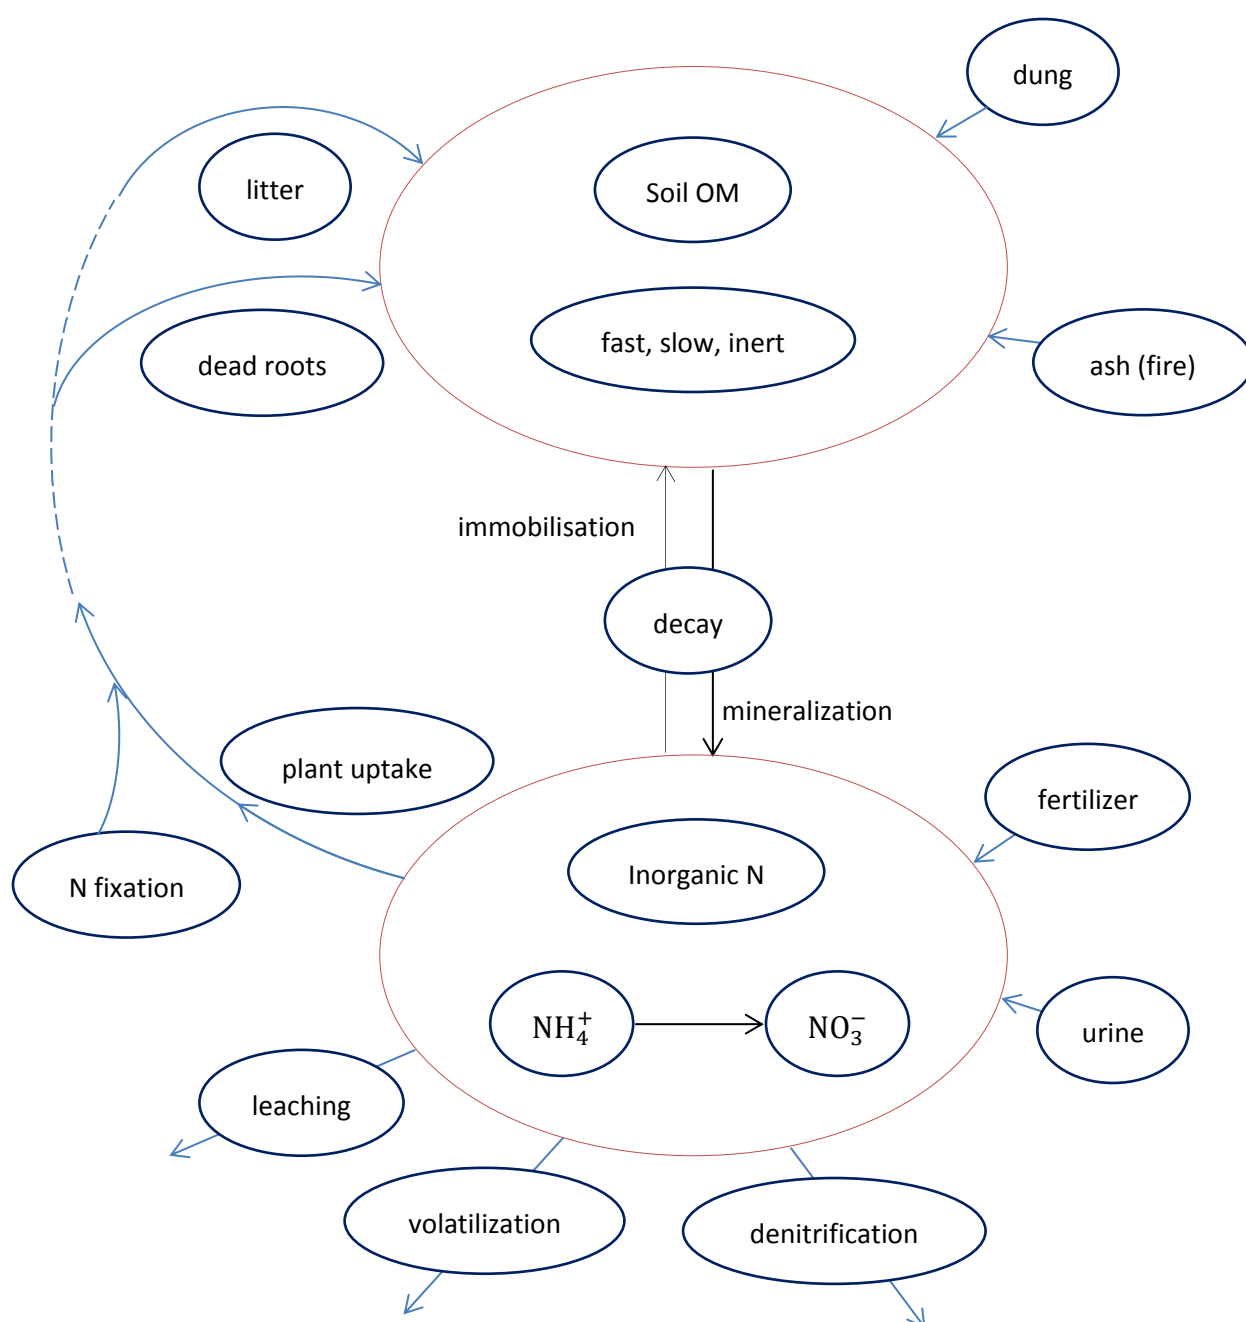 dung
litter
Soil OM
dead roots
fast, slow, inert
ash (fire)
immobilisation
decay
mineralization
plant uptake
fertilizer
N fixation
Inorganic N
NH₄⁺
NO₃⁻
urine
leaching
volatilization
denitrification